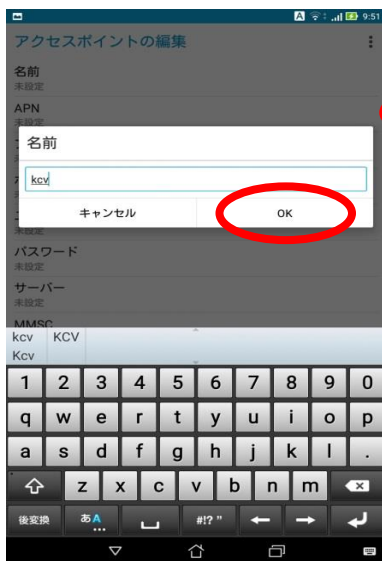 A 9:51
アクセスポイントの編集
名前
未設定
APN
未設定
名前
kcv
キャンセル OK
未設定
パスワード
未設定
サーバー
未設定
MMSC
kcv KCV
Kcv
1 2 3 4 5 6 7 8 9 0
q w e r t y u i o p
a s d f g h j k l .
z x c v b n m
後変換 あA #!?"